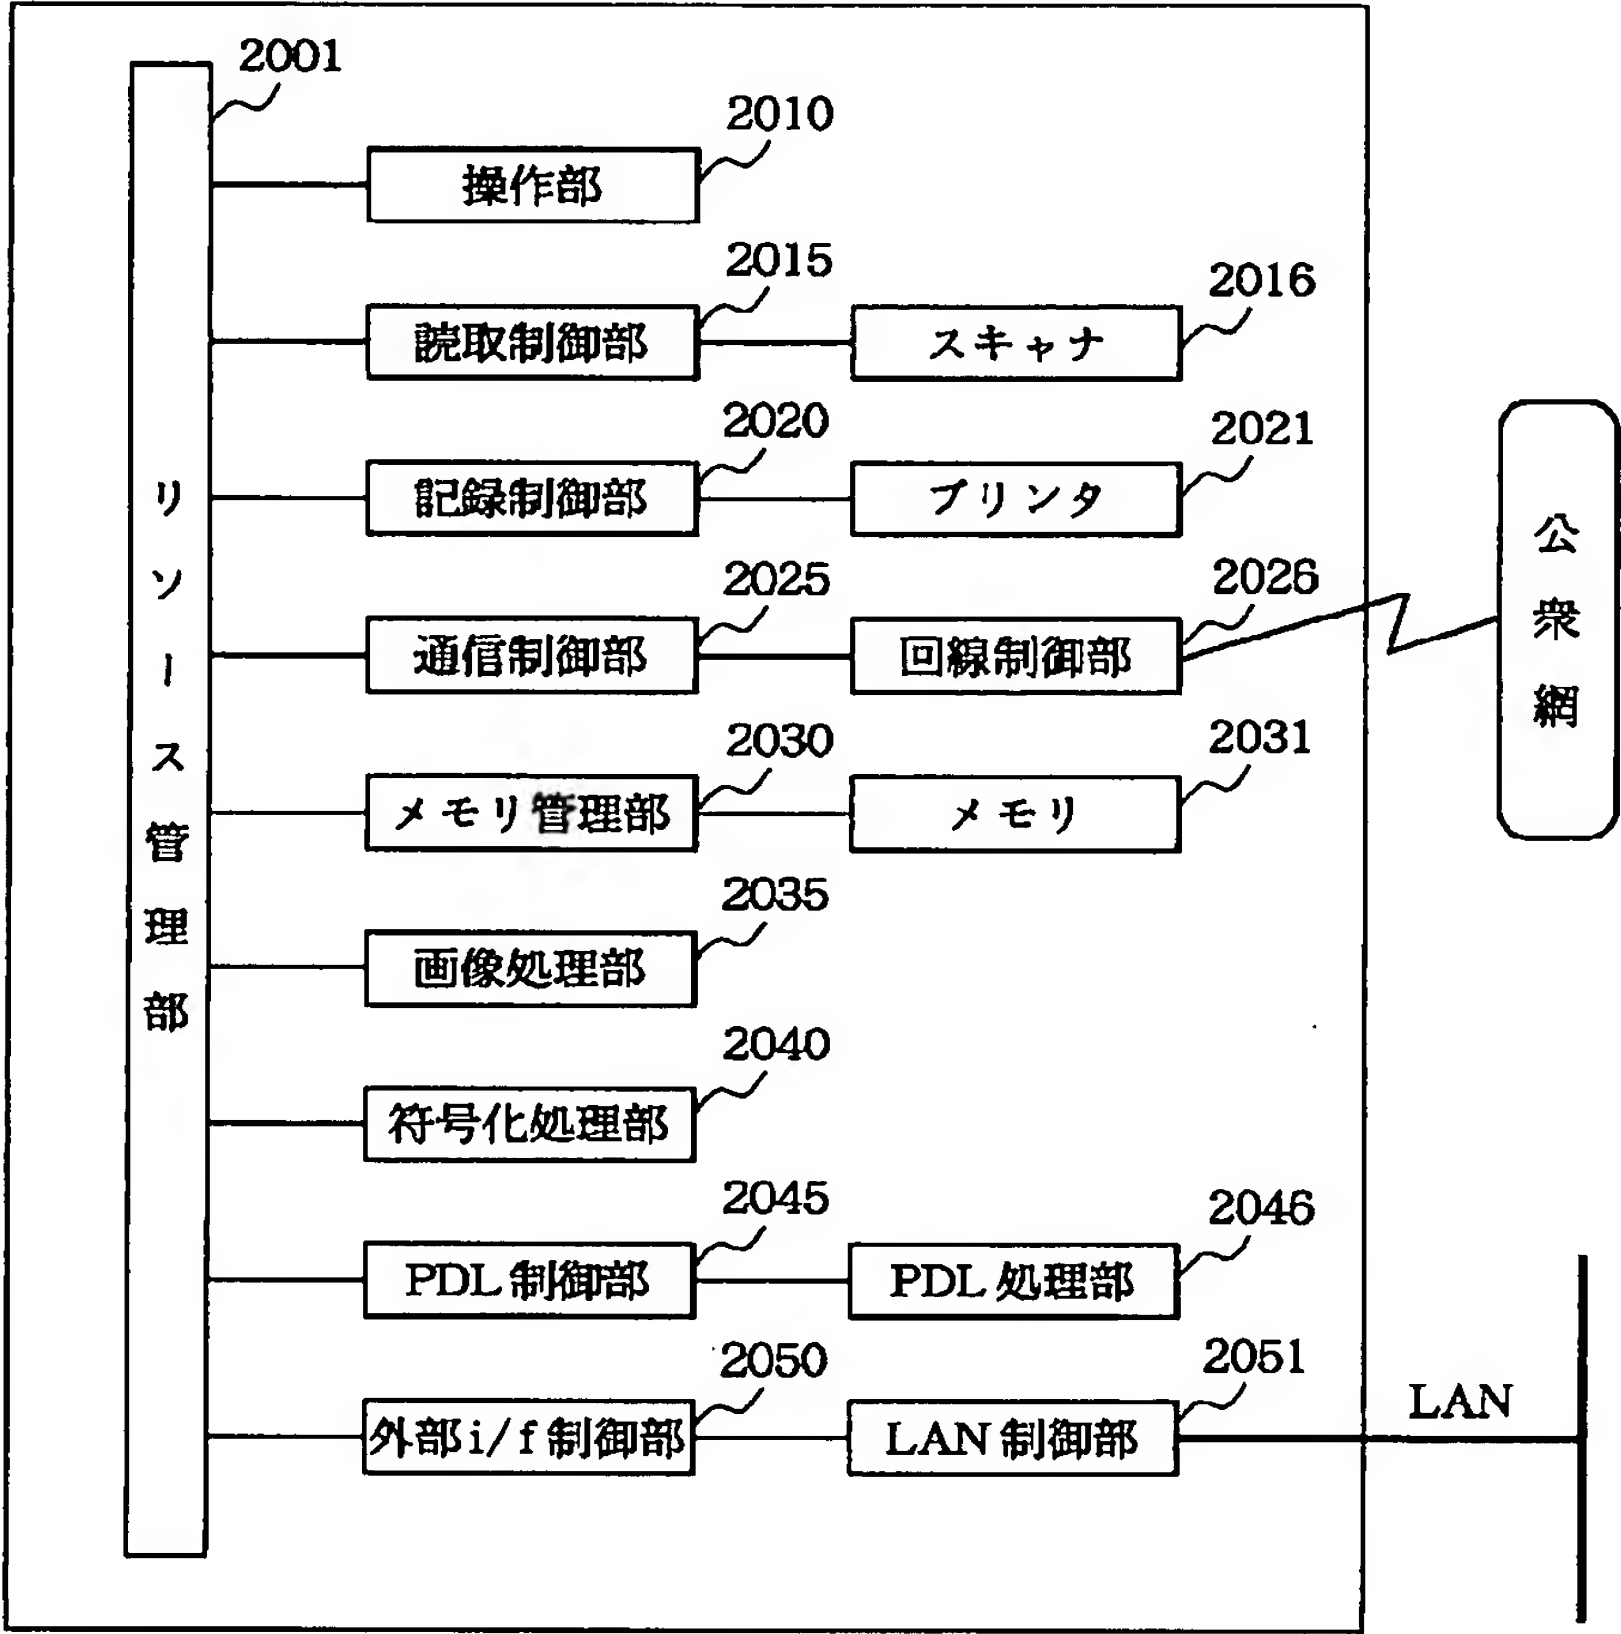 2001
リソース管理部
2010
操作部
2015
読取制御部
2016
スキャナ
2020
記録制御部
2021
プリンタ
2025
通信制御部
2026
回線制御部
公衆網
2030
メモリ管理部
2031
メモリ
2035
画像処理部
2040
符号化処理部
2045
PDL 制御部
2046
PDL 処理部
2050
外部i/f制御部
2051
LAN 制御部
LAN